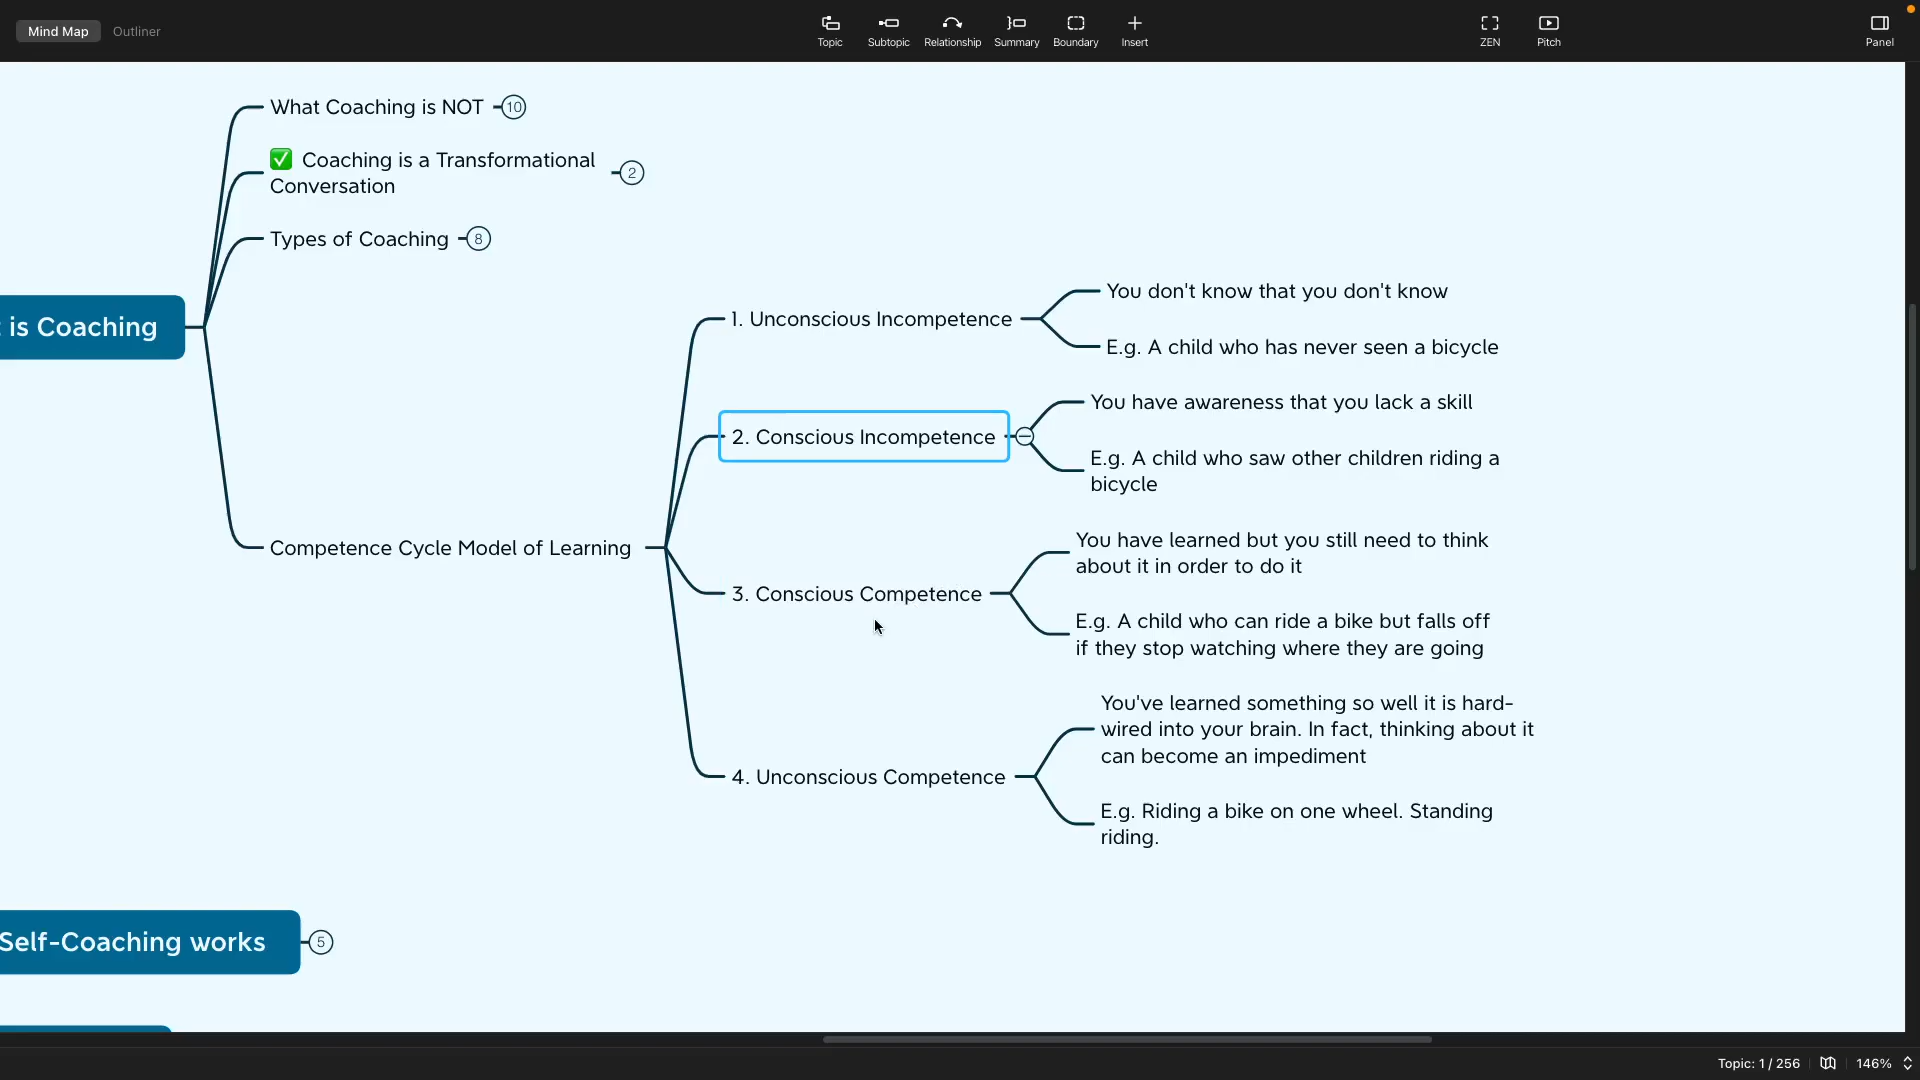 Mind Map
Outliner
Topic
Subtopic
Relationship
Summary
Boundary
Insert
ZEN
Pitch
Panel
What Coaching is NOT
10
✅ Coaching is a Transformational
Conversation
2
Types of Coaching
8
is Coaching
Competence Cycle Model of Learning
1. Unconscious Incompetence
You don't know that you don't know
E.g. A child who has never seen a bicycle
2. Conscious Incompetence
You have awareness that you lack a skill
E.g. A child who saw other children riding a
bicycle
3. Conscious Competence
You have learned but you still need to think
about it in order to do it
E.g. A child who can ride a bike but falls off
if they stop watching where they are going
4. Unconscious Competence
You've learned something so well it is hard-
wired into your brain. In fact, thinking about it
can become an impediment
E.g. Riding a bike on one wheel. Standing
riding.
Self-Coaching works
5
Topic: 1 / 256
146%